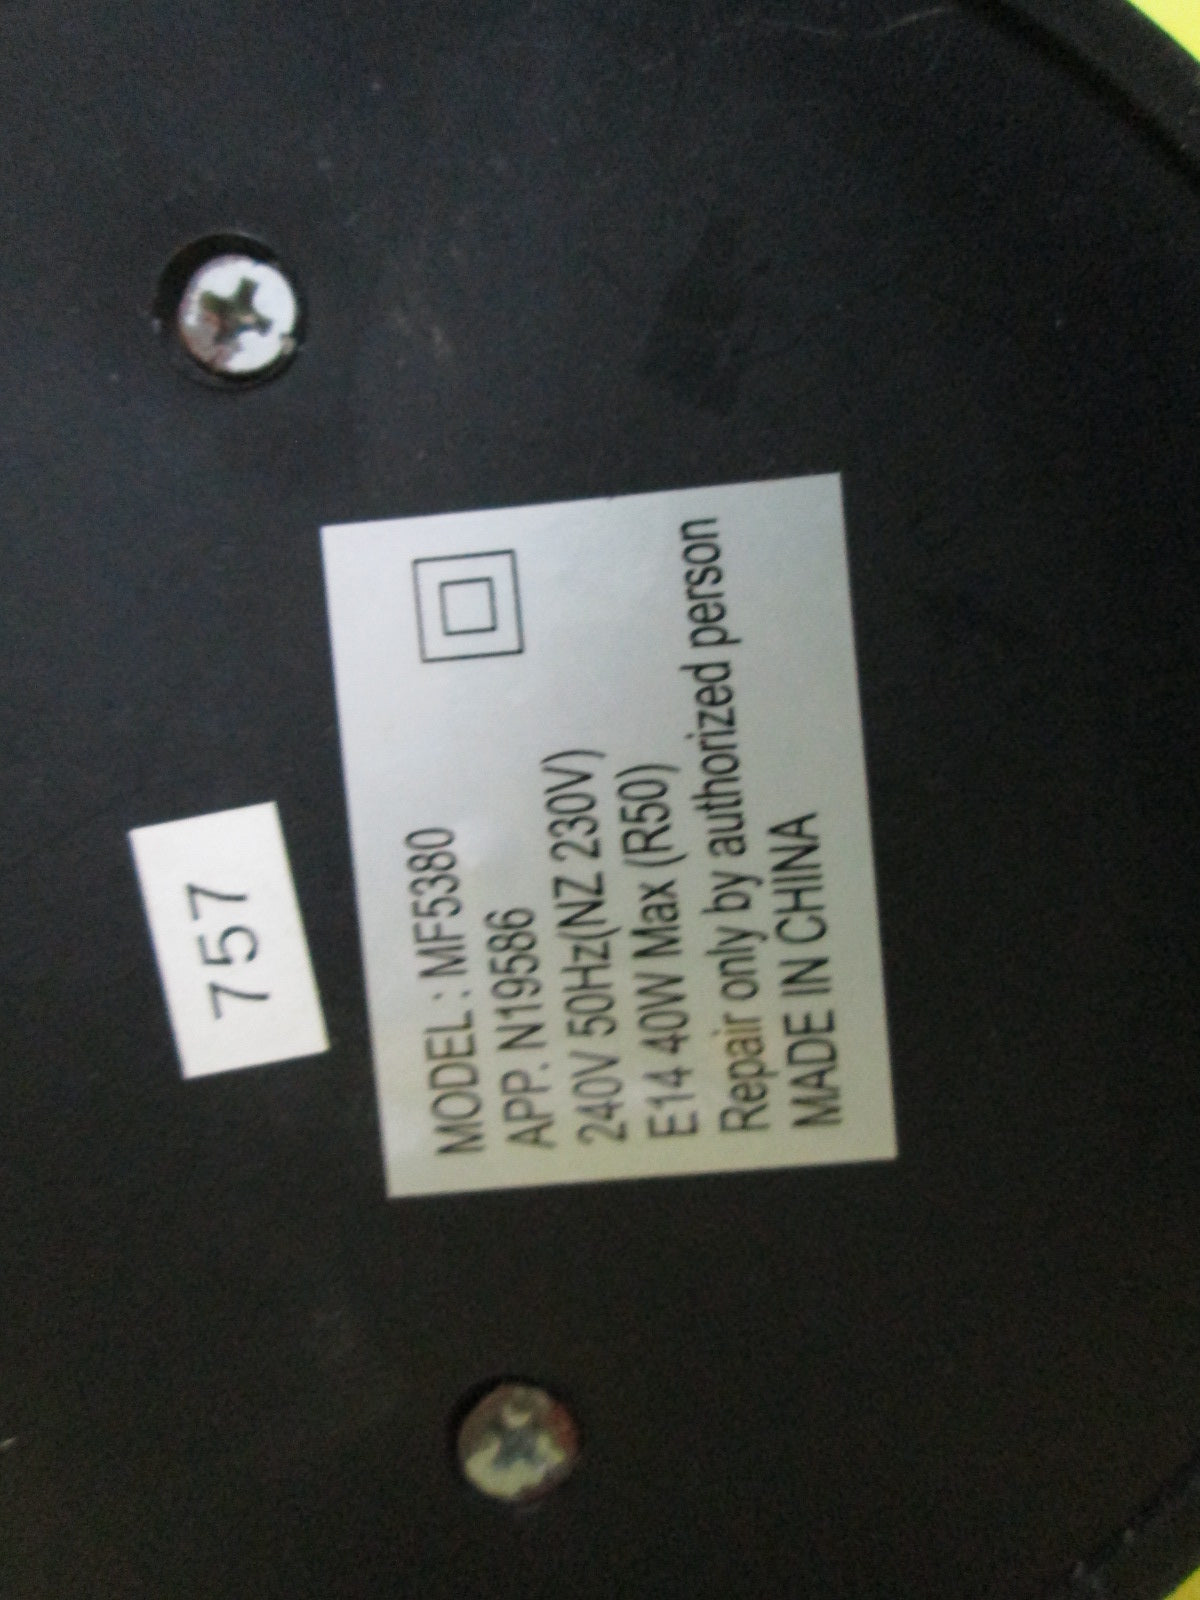 757
MODEL : MF5380
APP. N19586
240V 50Hz(NZ 230V)
E14 40W Max (R50)
Repair only by authorized person
MADE IN CHINA